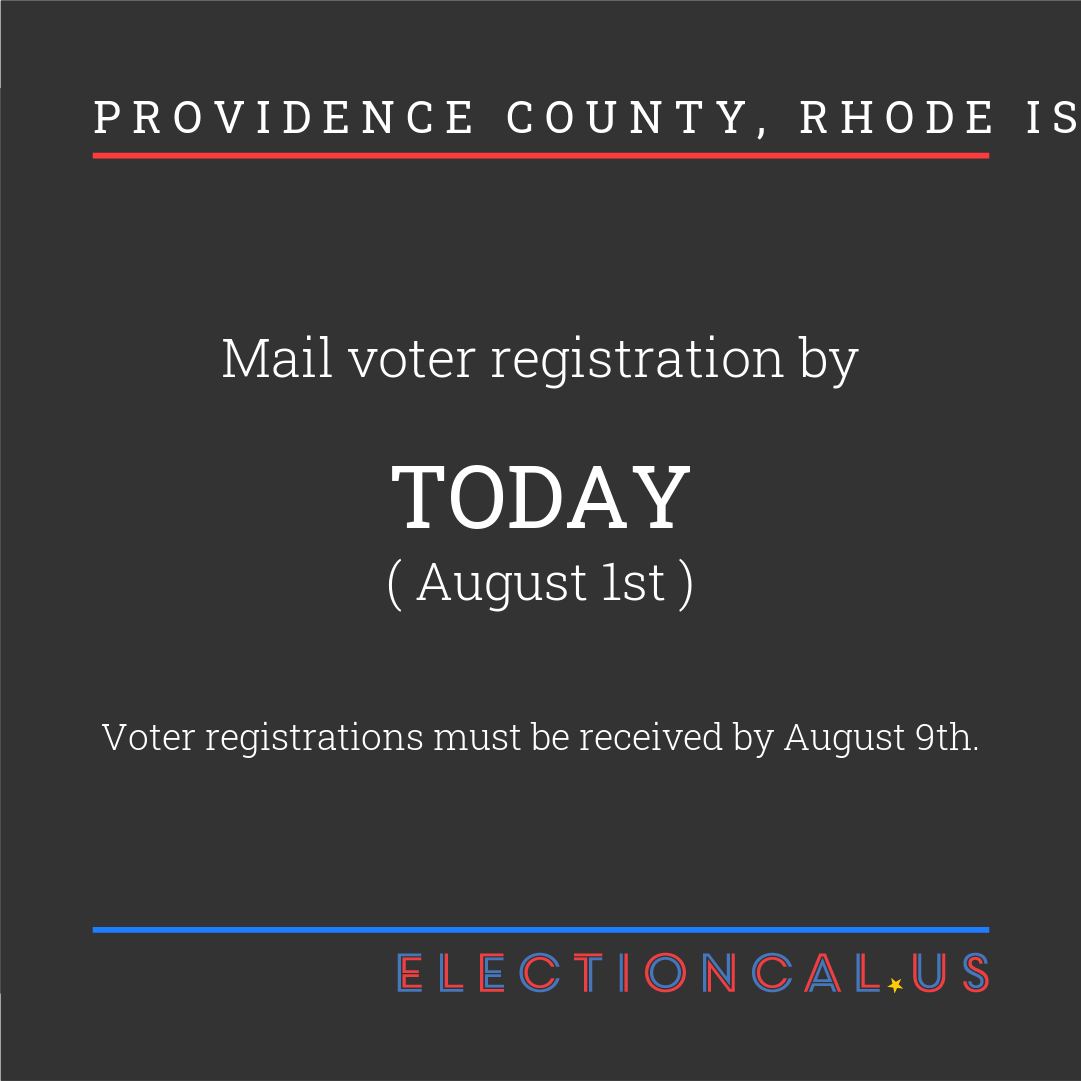 PROVIDENCE COUNTY, RHODE IS
Mail voter registration by
TODAY
( August 1st )
Voter registrations must be received by August 9th.
ELECTIONCAL.US